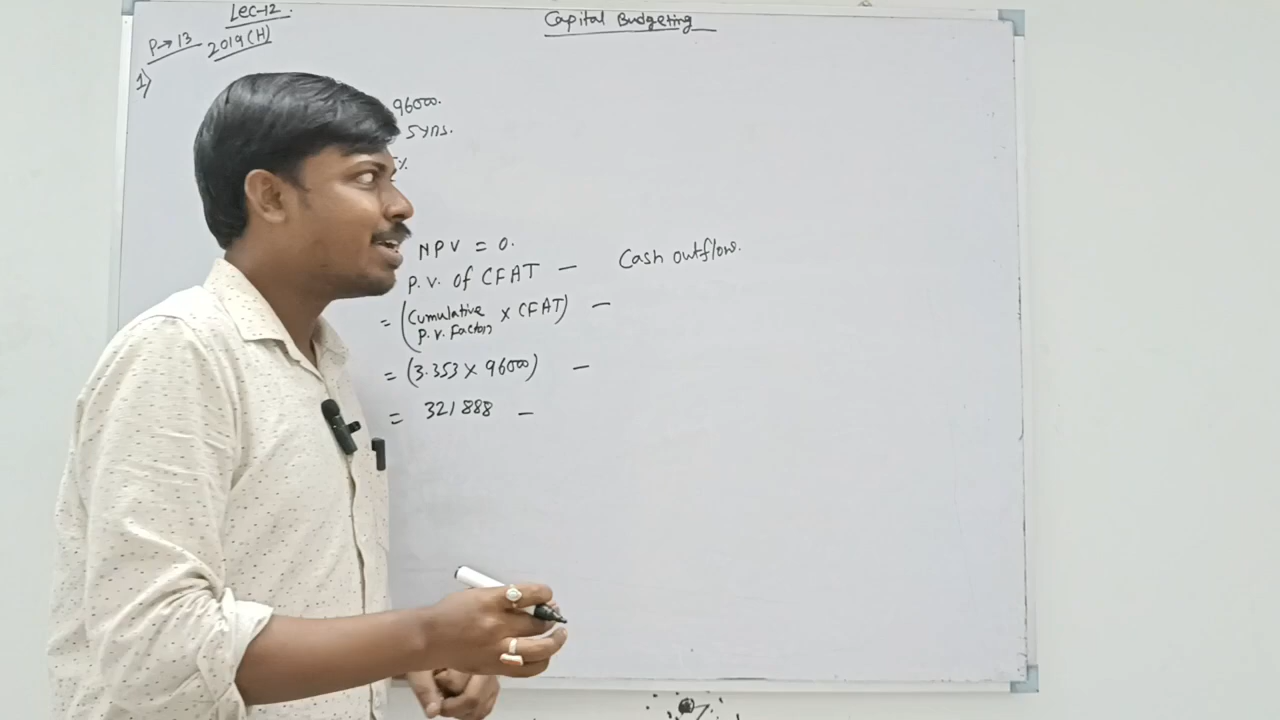 Lec-12.
Capital Budgeting
P→13 2019(H)
1)
96000.
5yrs.
%
NPV = 0.
P.V. of CFAT – Cash outflow.
= (Cumulative P.V. Factor x CFAT) –
= (3.353 x 96000) –
= 321888 –